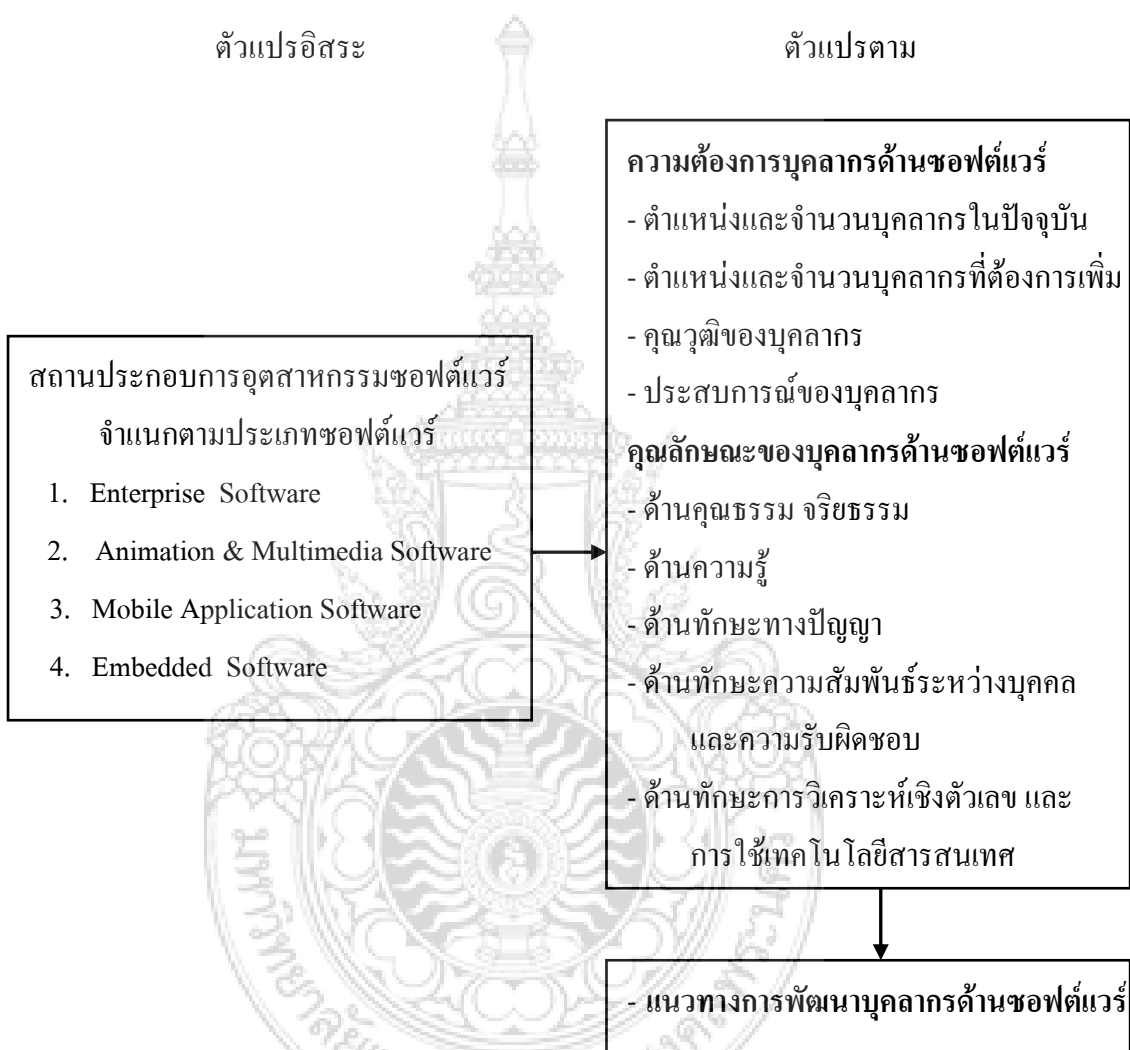 ตัวแปรอิสระ
ตัวแปรตาม
สถานประกอบการอุตสาหกรรมซอฟต์แวร์
จำแนกตามประเภทซอฟต์แวร์
1. Enterprise Software
2. Animation & Multimedia Software
3. Mobile Application Software
4. Embedded Software
ความต้องการบุคลากรด้านซอฟต์แวร์
- ตำแหน่งและจำนวนบุคลากรในปัจจุบัน
- ตำแหน่งและจำนวนบุคลากรที่ต้องการเพิ่ม
- คุณวุฒิของบุคลากร
- ประสบการณ์ของบุคลากร
คุณลักษณะของบุคลากรด้านซอฟต์แวร์
- ด้านคุณธรรม จริยธรรม
- ด้านความรู้
- ด้านทักษะทางปัญญา
- ด้านทักษะความสัมพันธ์ระหว่างบุคคล
และความรับผิดชอบ
- ด้านทักษะการวิเคราะห์เชิงตัวเลข และ
การใช้เทคโนโลยีสารสนเทศ
- แนวทางการพัฒนาบุคลากรด้านซอฟต์แวร์